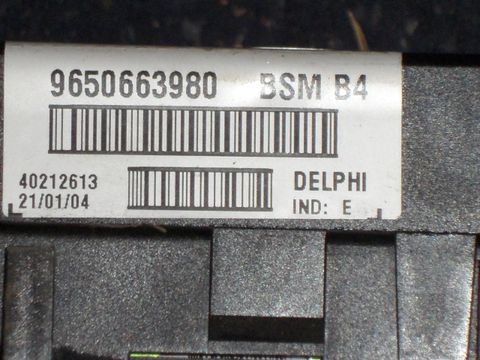 9650663980 BSM B4
40212613 DELPHI
21/01/04 IND: E